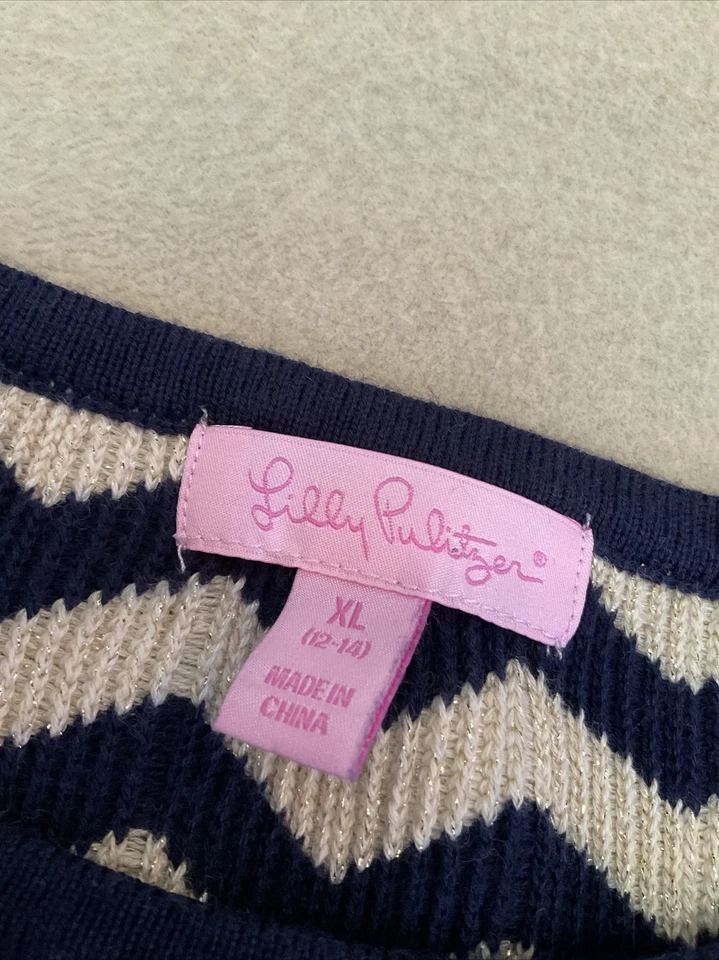 Lilly Pulitzer®
XL
(12-14)
MADE IN
CHINA